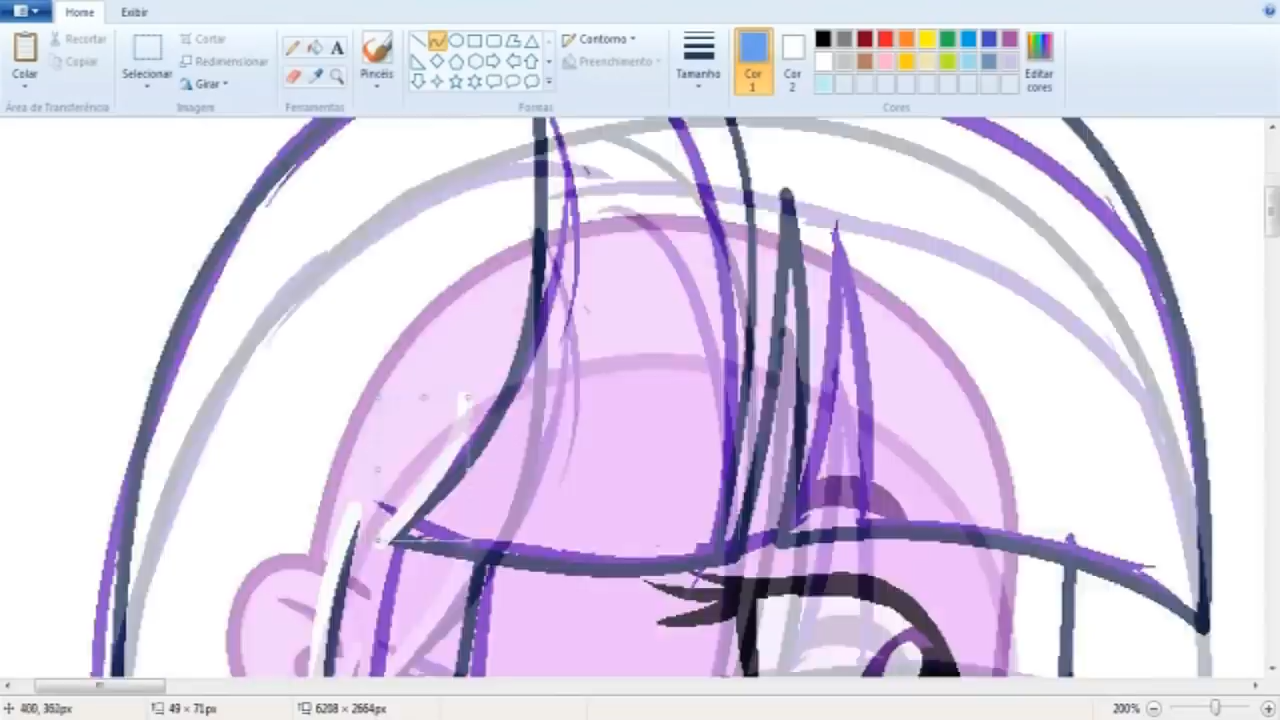 Home Exibir
Colar
Recortar
Copiar
Área de Transferência
Selecionar
Cortar
Redimensionar
Girar
Imagem
A
Ferramentas
Pincéis
Contorno
Preenchimento
Formas
Tamanho
Cor 1
Cor 2
Editar cores
Cores
400, 362px 49 × 71px 6208 × 2664px 200%